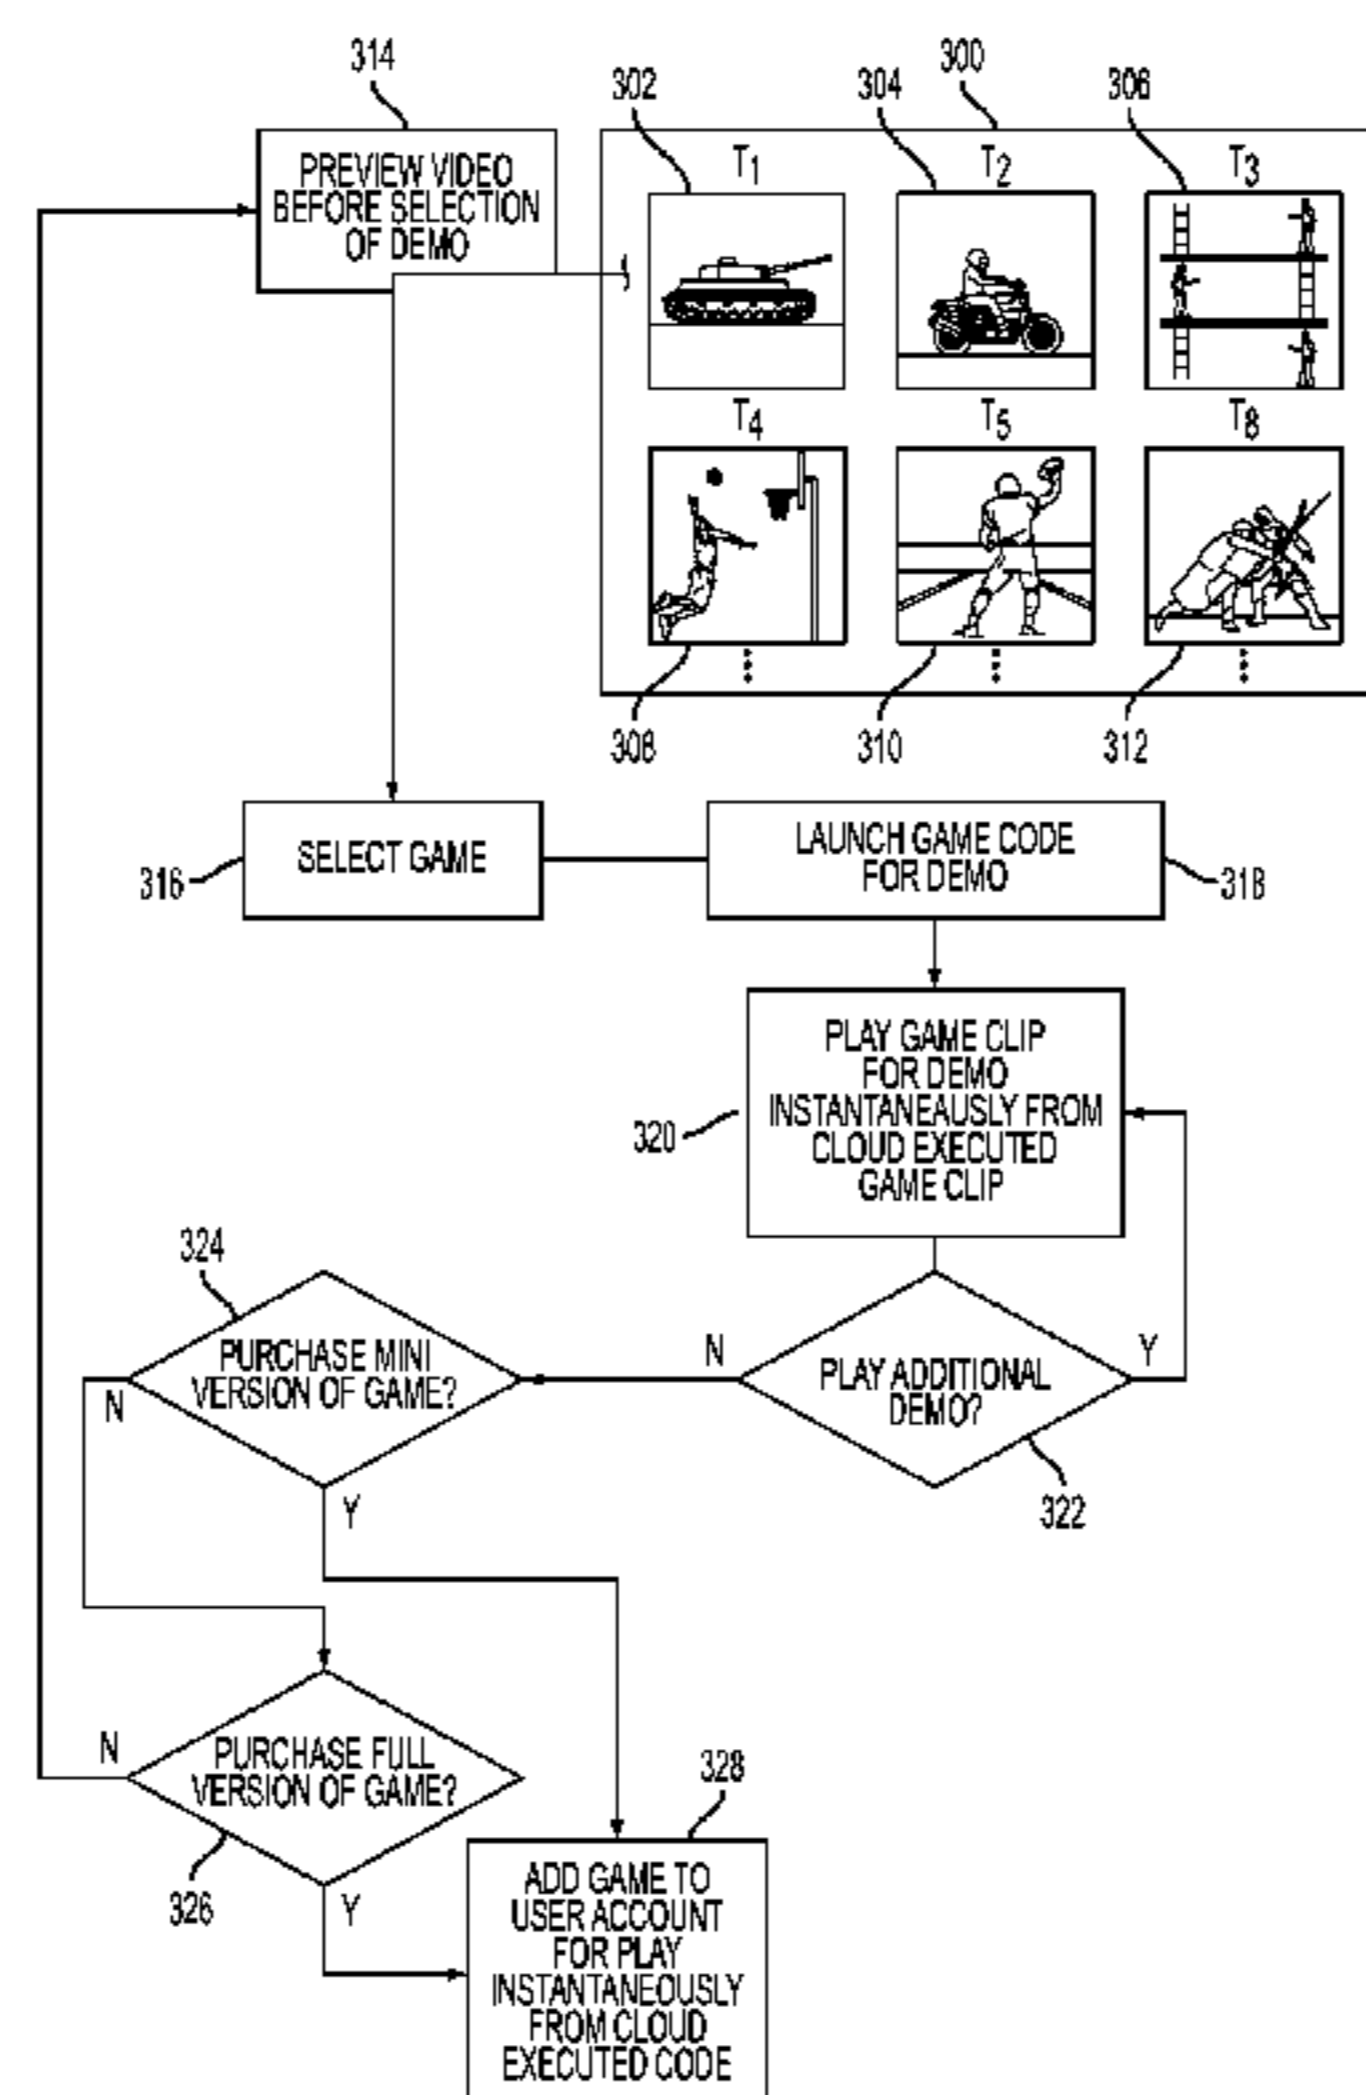 314
302
304
300
306
PREVIEW VIDEO
BEFORE SELECTION
OF DEMO
T1
T2
T3
T4
T5
T8
308
310
312
SELECT GAME
316
LAUNCH GAME CODE
FOR DEMO
318
PLAY GAME CLIP
FOR DEMO
INSTANTANEAUSLY FROM
CLOUD EXECUTED
GAME CLIP
320
324
PURCHASE MINI
VERSION OF GAME?
N
Y
N
PLAY ADDITIONAL
DEMO?
Y
322
N
PURCHASE FULL
VERSION OF GAME?
326
Y
328
ADD GAME TO
USER ACCOUNT
FOR PLAY
INSTANTANEOUSLY
FROM CLOUD
EXECUTED CODE